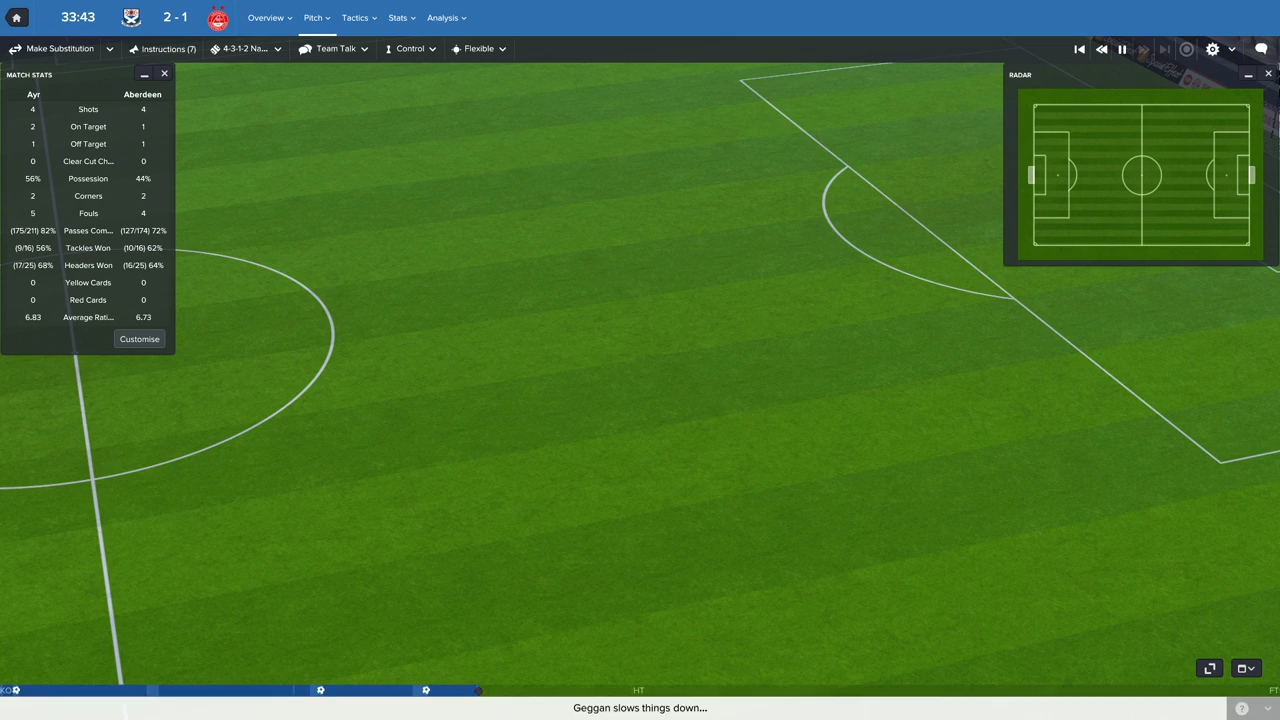 33:43
2 - 1
Overview
Pitch
Tactics
Stats
Analysis
Make Substitution
Instructions (7)
4-3-1-2 Na...
Team Talk
Control
Flexible
MATCH STATS
Ayr Aberdeen
4 Shots 4
2 On Target 1
1 Off Target 1
0 Clear Cut Ch... 0
56% Possession 44%
2 Corners 2
5 Fouls 4
(175/211) 82% Passes Com... (127/174) 72%
(9/16) 56% Tackles Won (10/16) 62%
(17/25) 68% Headers Won (16/25) 64%
0 Yellow Cards 0
0 Red Cards 0
6.83 Average Rati... 6.73
Customise
RADAR
KO
HT
FT
Geggan slows things down...
?